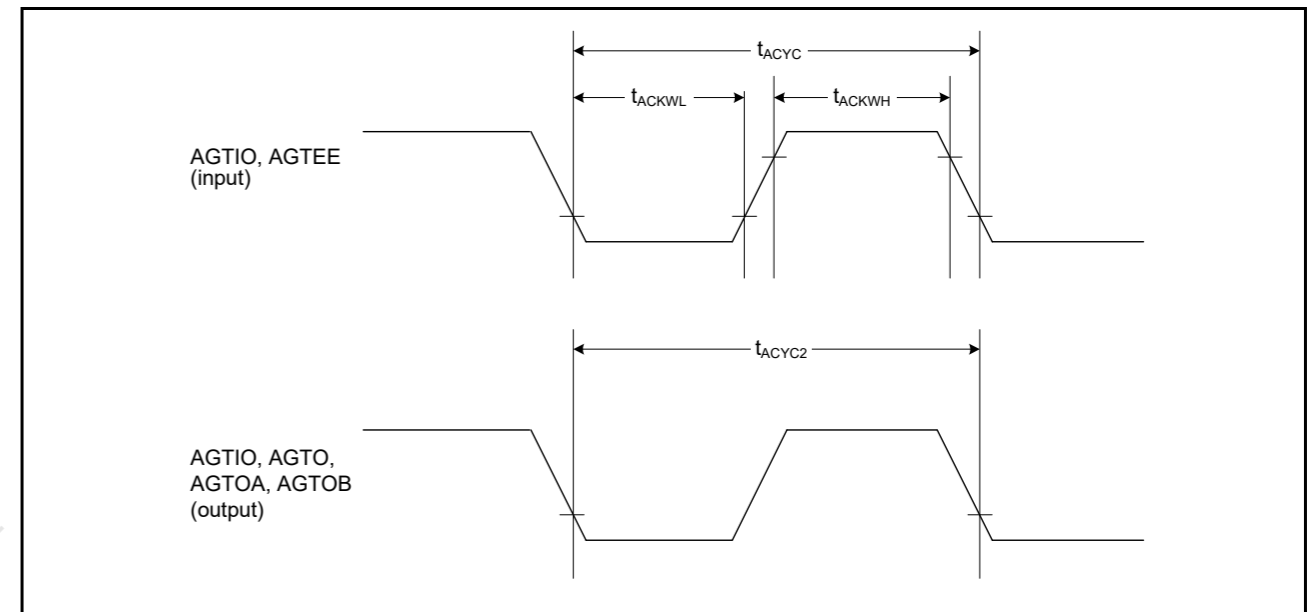 tACYC
tACKWL
tACKWH
AGTIO, AGTEE
(input)
tACYC2
AGTIO, AGTO,
AGTOA, AGTOB
(output)